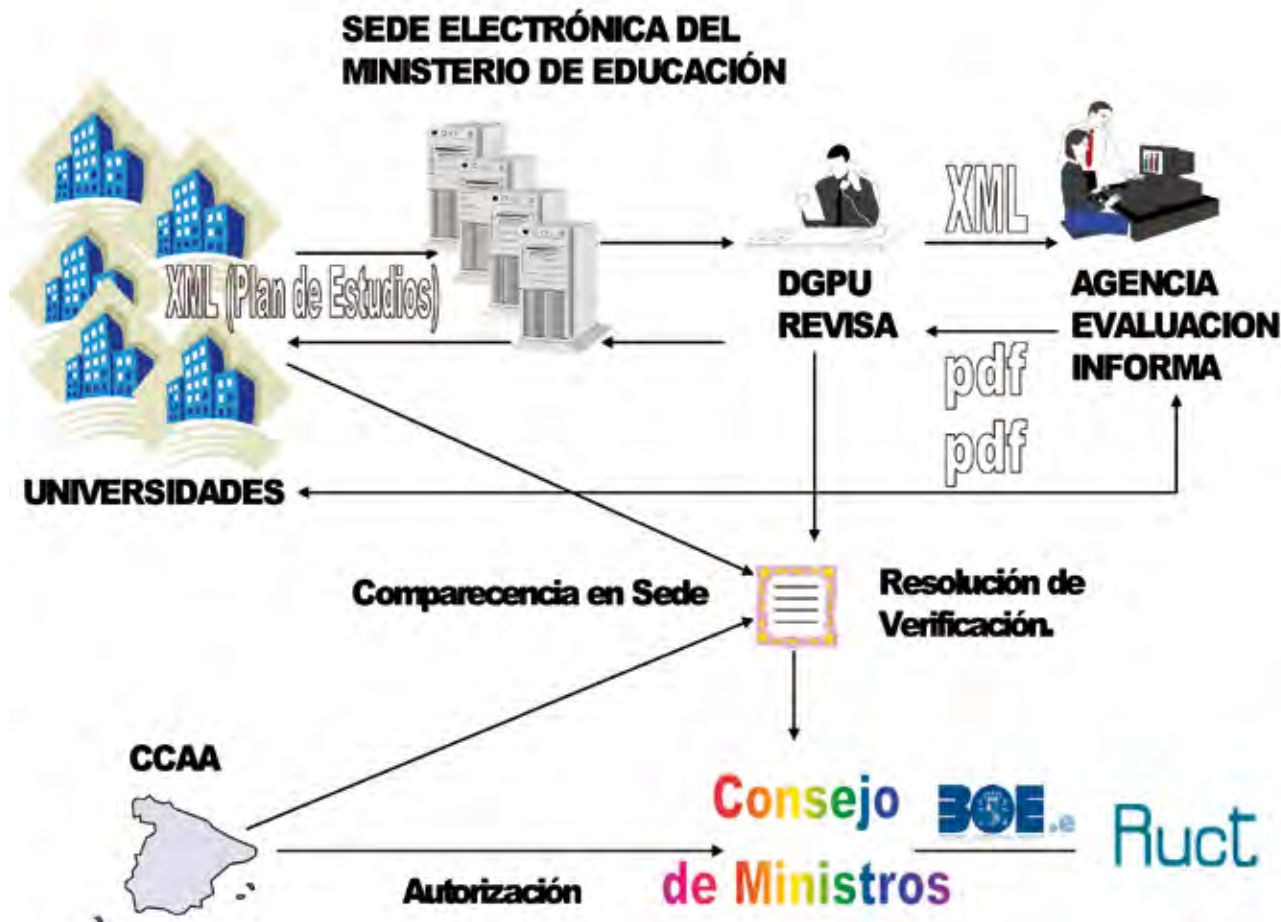 SEDE ELECTRÓNICA DEL
MINISTERIO DE EDUCACIÓN
XML (Plan de Estudios)
XML
DGPU
REVISA
AGENCIA
EVALUACION
INFORMA
pdf
pdf
UNIVERSIDADES
Comparecencia en Sede
Resolución de
Verificación.
CCAA
Autorización
Consejo
de Ministros
BOE.e
Ruct